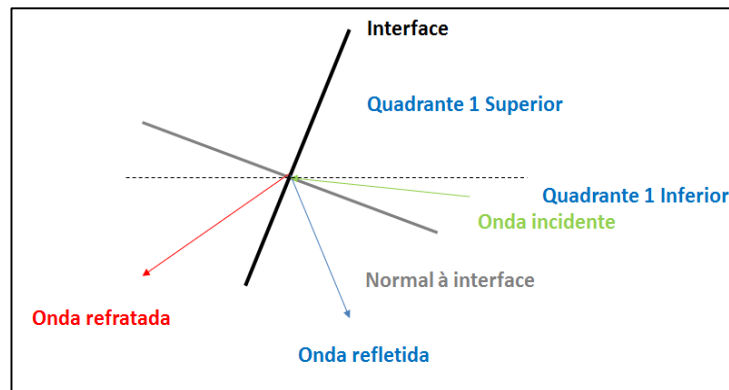 Interface
Quadrante 1 Superior
Quadrante 1 Inferior
Onda incidente
Normal à interface
Onda refratada
Onda refletida